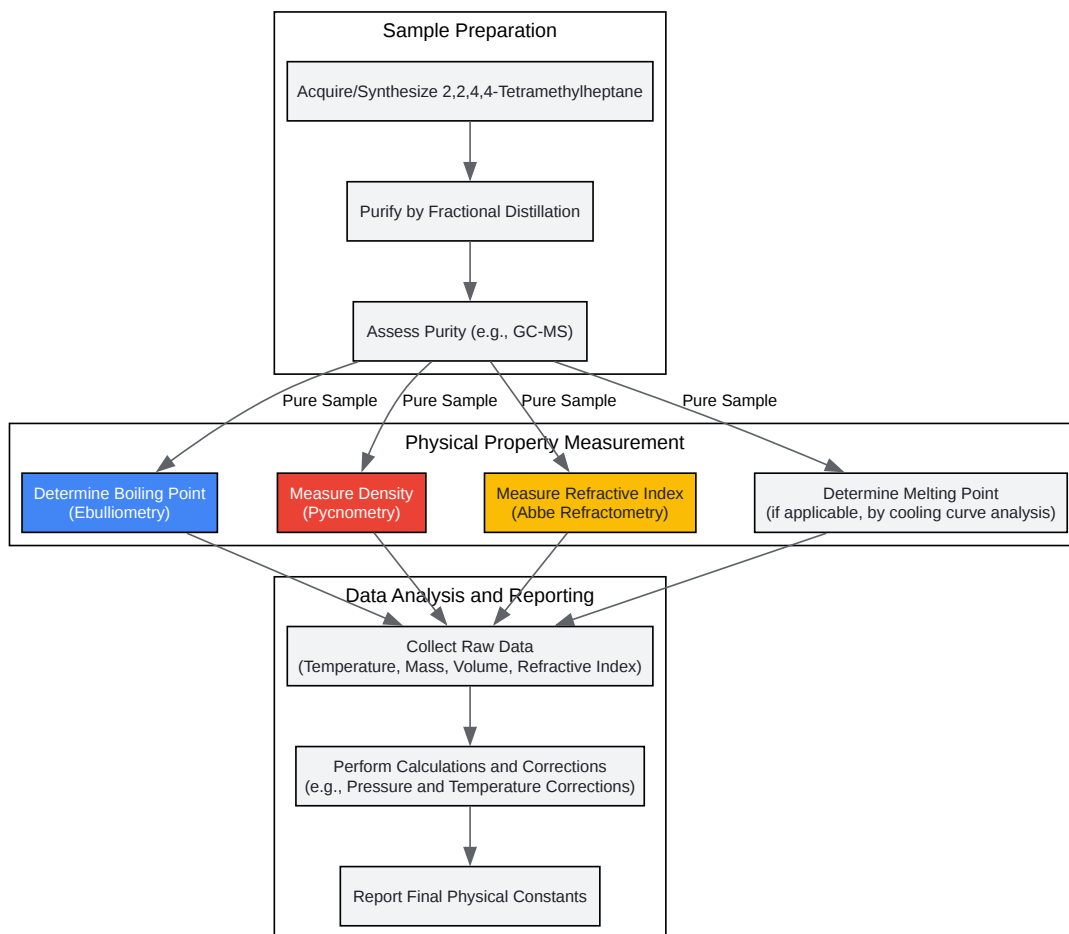 Sample Preparation
Acquire/Synthesize 2,2,4,4-Tetramethylheptane
Purify by Fractional Distillation
Assess Purity (e.g., GC-MS)
Pure Sample
Pure Sample
Pure Sample
Pure Sample
Physical Property Measurement
Determine Boiling Point
(Ebulliometry)
Measure Density
(Pycnometry)
Measure Refractive Index
(Abbe Refractometry)
Determine Melting Point
(if applicable, by cooling curve analysis)
Data Analysis and Reporting
Collect Raw Data
(Temperature, Mass, Volume, Refractive Index)
Perform Calculations and Corrections
(e.g., Pressure and Temperature Corrections)
Report Final Physical Constants